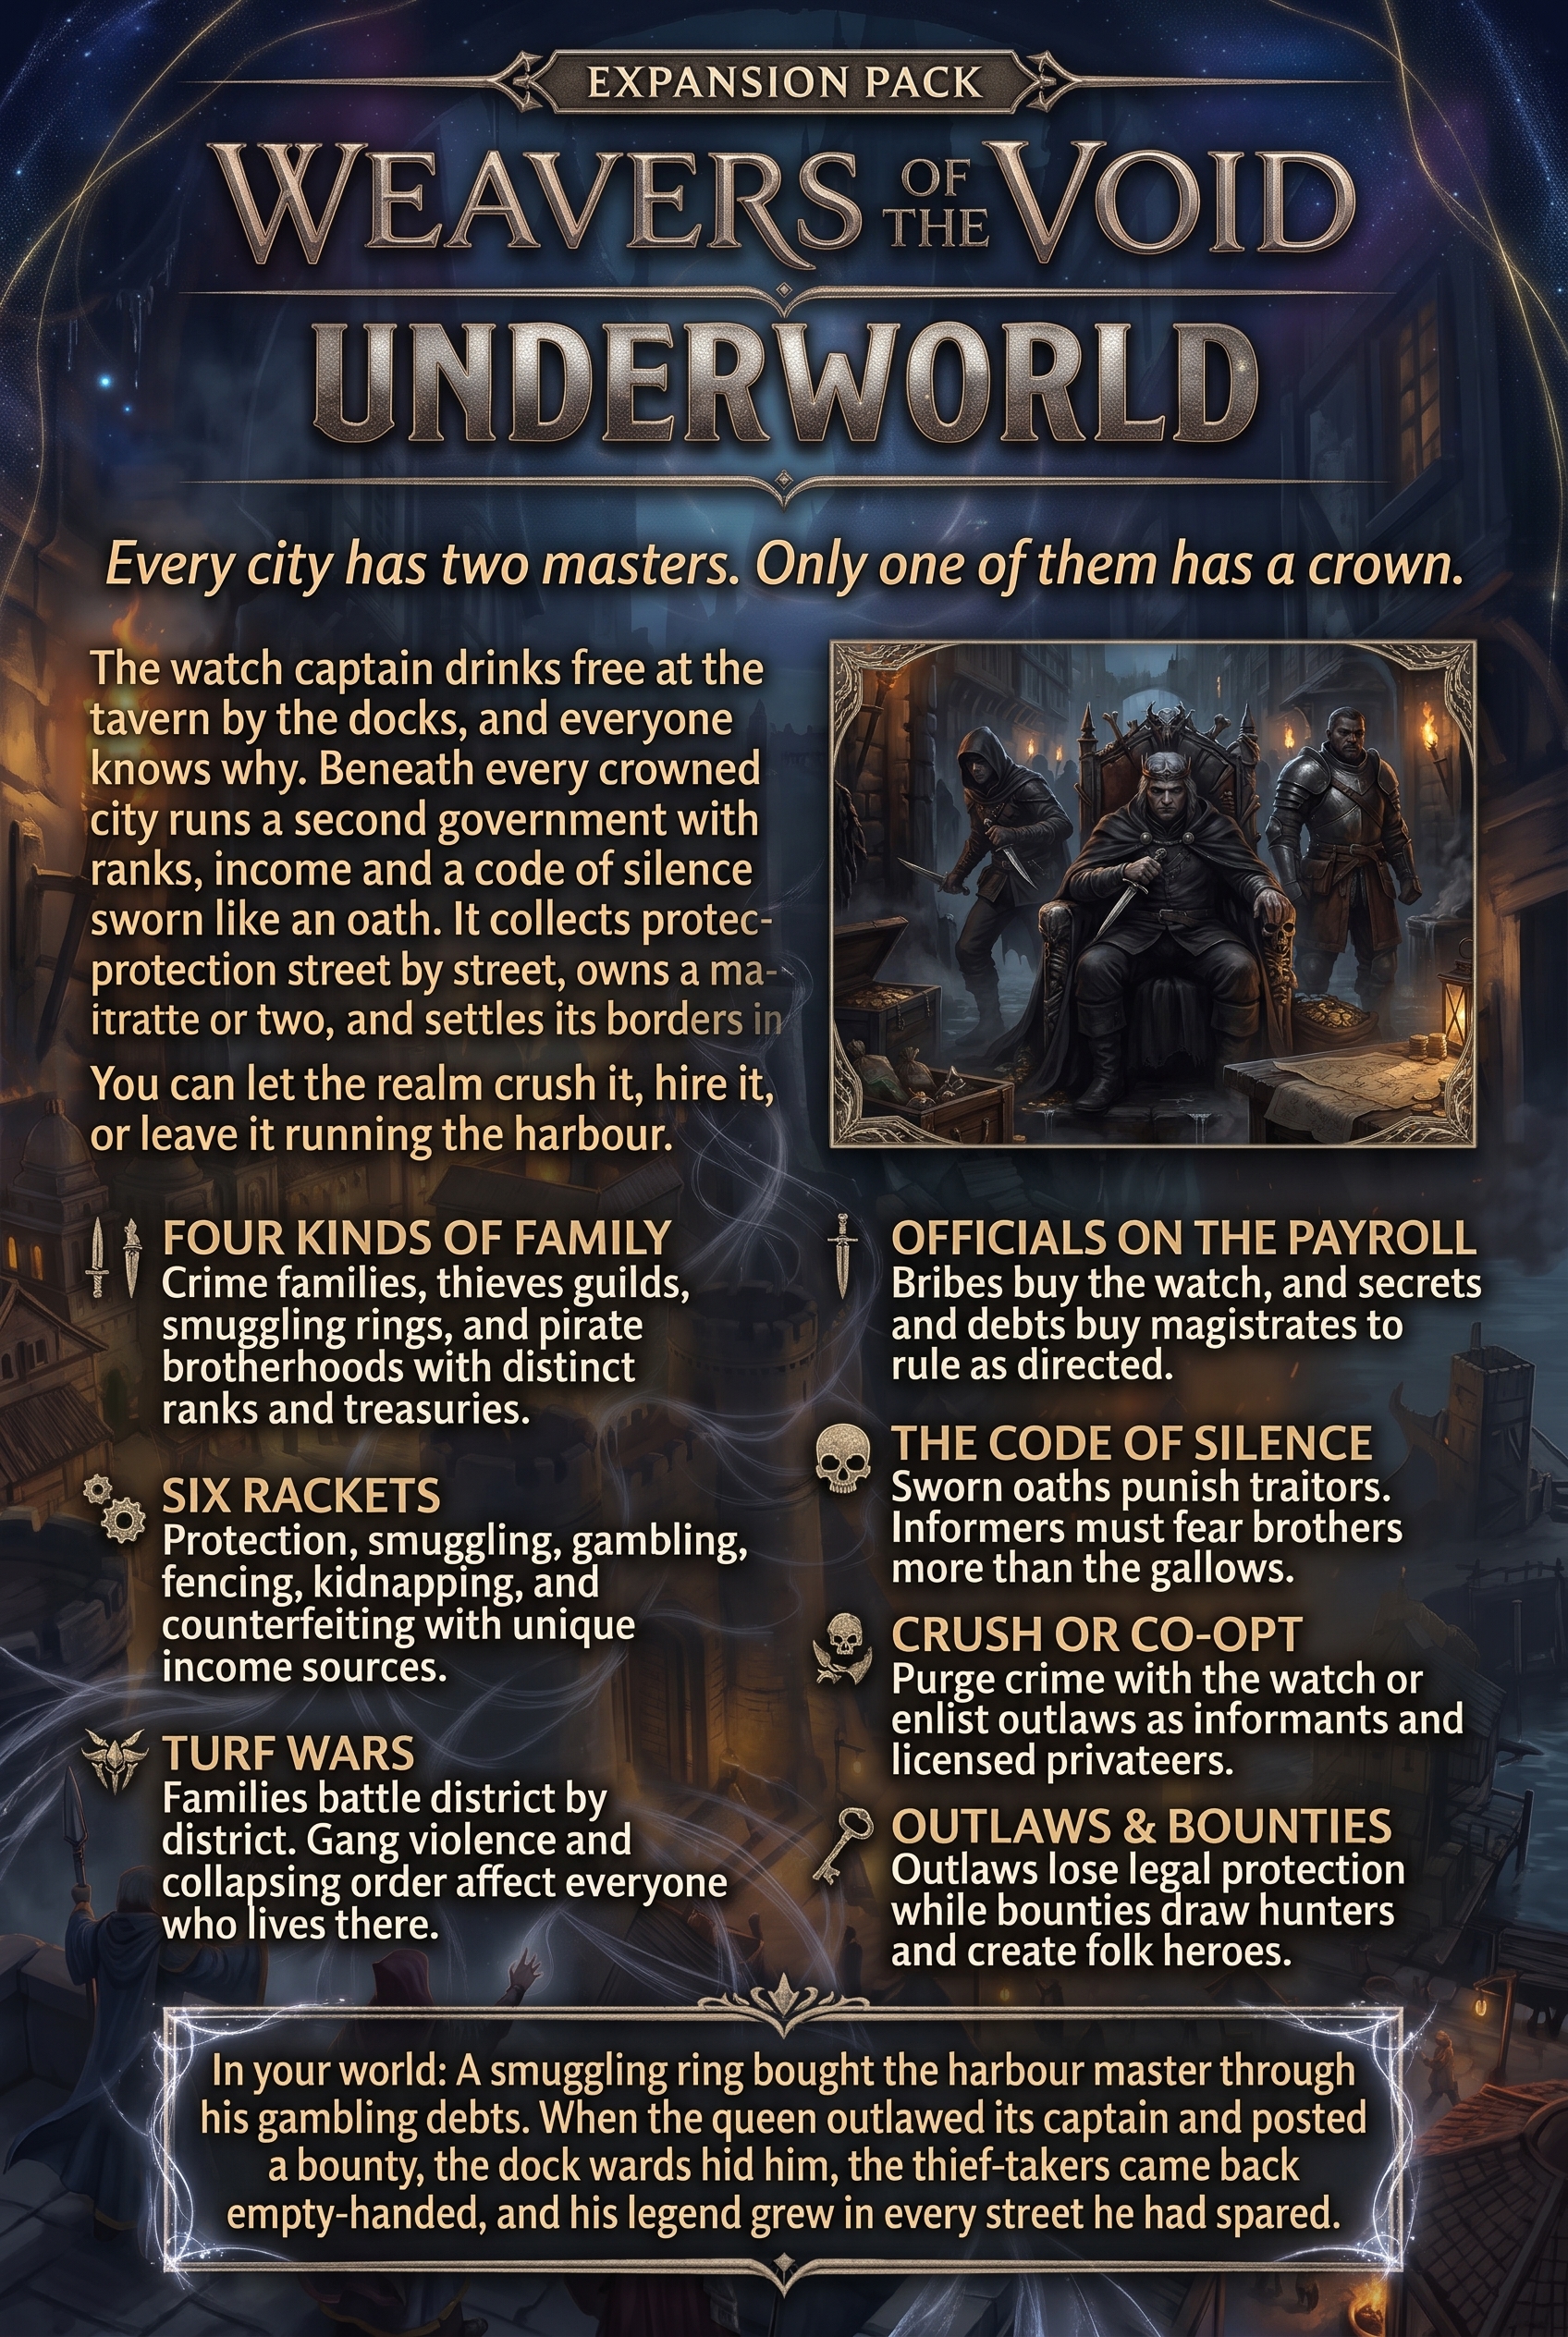 EXPANSION PACK
WEAVERS OF THE VOID
UNDERWORLD
Every city has two masters. Only one of them has a crown.
The watch captain drinks free at the
tavern by the docks, and everyone
knows why. Beneath every crowned
city runs a second government with
ranks, income and a code of silence
sworn like an oath. It collects protec-
protection street by street, owns a ma-
itratte or two, and settles its borders in
You can let the realm crush it, hire it,
or leave it running the harbour.
FOUR KINDS OF FAMILY
Crime families, thieves guilds,
smuggling rings, and pirate
brotherhoods with distinct
ranks and treasuries.
SIX RACKETS
Protection, smuggling, gambling,
fencing, kidnapping, and
counterfeiting with unique
income sources.
TURF WARS
Families battle district by
district. Gang violence and
collapsing order affect everyone
who lives there.
OFFICIALS ON THE PAYROLL
Bribes buy the watch, and secrets
and debts buy magistrates to
rule as directed.
THE CODE OF SILENCE
Sworn oaths punish traitors.
Informers must fear brothers
more than the gallows.
CRUSH OR CO-OPT
Purge crime with the watch or
enlist outlaws as informants and
licensed privateers.
OUTLAWS & BOUNTIES
Outlaws lose legal protection
while bounties draw hunters
and create folk heroes.
In your world: A smuggling ring bought the harbour master through
his gambling debts. When the queen outlawed its captain and posted
a bounty, the dock wards hid him, the thief-takers came back
empty-handed, and his legend grew in every street he had spared.